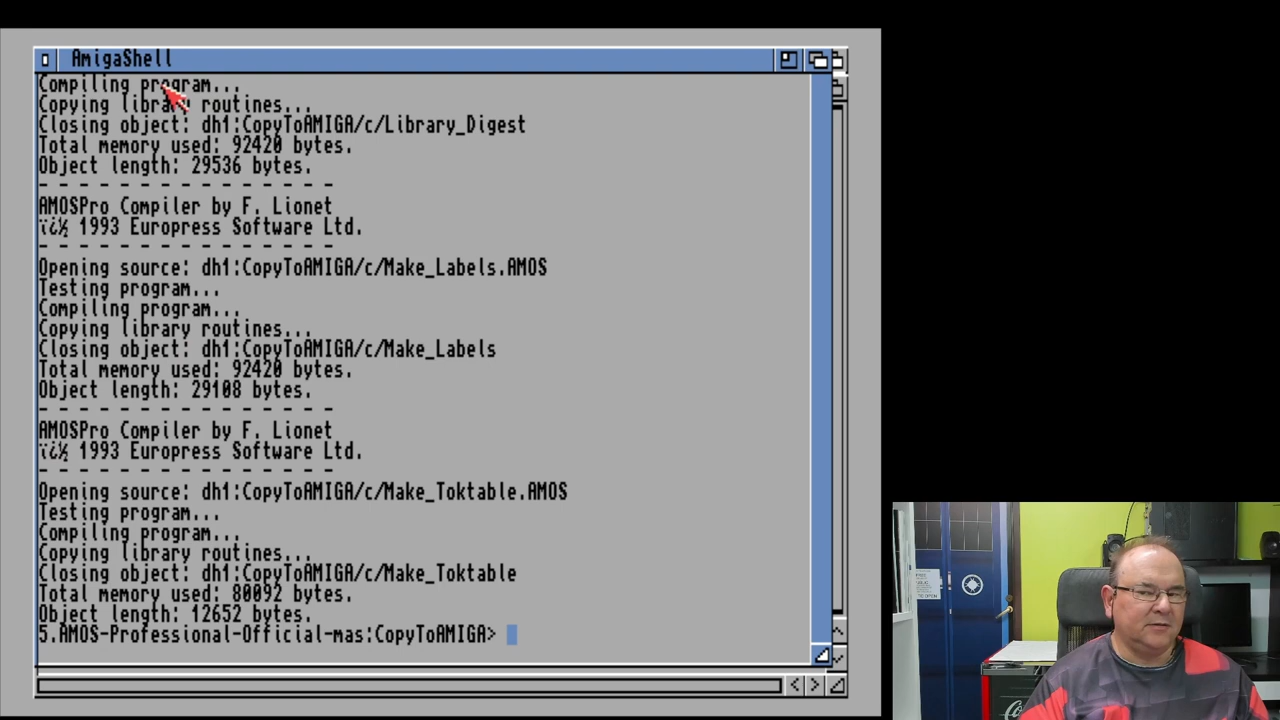 AmigaShell
Compiling program...
Copying library routines...
Closing object: dh1:CopyToAMIGA/c/Library_Digest
Total memory used: 92420 bytes.
Object length: 29536 bytes.
- - - - - - - - - - - - - - -
AMOSPro Compiler by F. Lionet
ï¿½ 1993 Europress Software Ltd.
- - - - - - - - - - - - - - -
Opening source: dh1:CopyToAMIGA/c/Make_Labels.AMOS
Testing program...
Compiling program...
Copying library routines...
Closing object: dh1:CopyToAMIGA/c/Make_Labels
Total memory used: 92420 bytes.
Object length: 29108 bytes.
- - - - - - - - - - - - - - -
AMOSPro Compiler by F. Lionet
ï¿½ 1993 Europress Software Ltd.
- - - - - - - - - - - - - - -
Opening source: dh1:CopyToAMIGA/c/Make_Toktable.AMOS
Testing program...
Compiling program...
Copying library routines...
Closing object: dh1:CopyToAMIGA/c/Make_Toktable
Total memory used: 80092 bytes.
Object length: 12652 bytes.
5.AMOS-Professional-Official-mas:CopyToAMIGA>